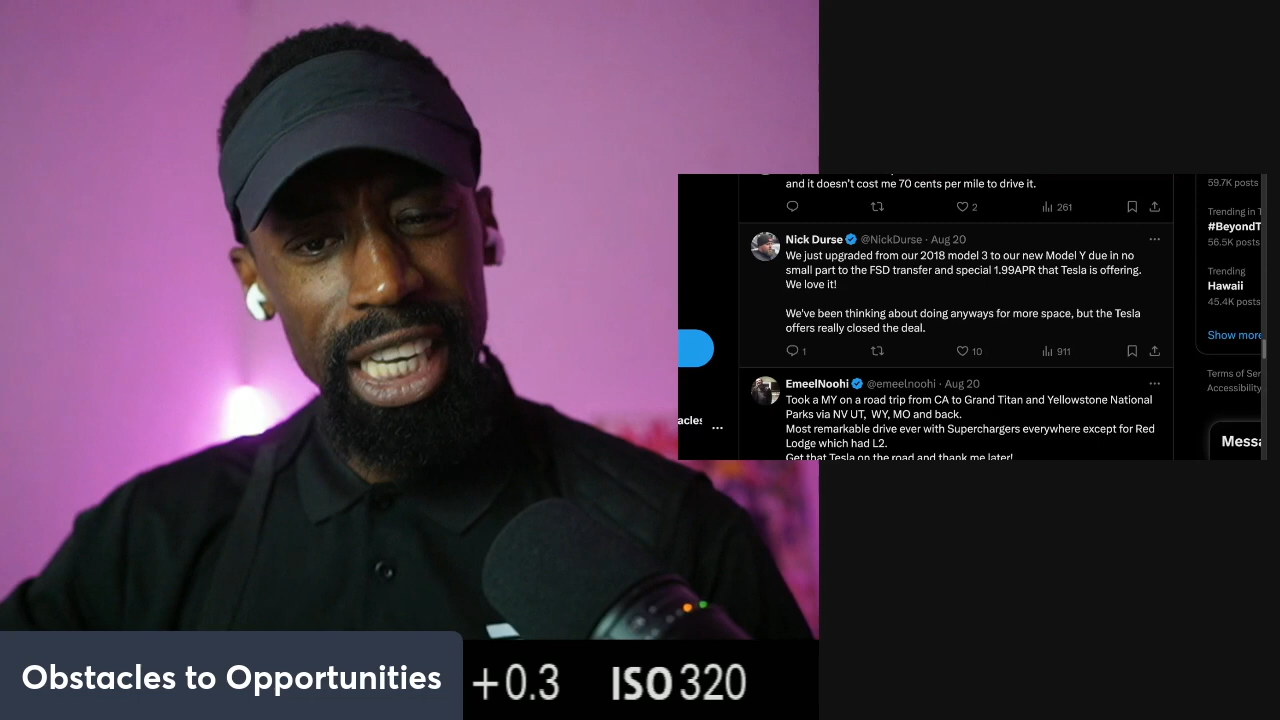 and it doesn't cost me 70 cents per mile to drive it.
2
261
Nick Durse @NickDurse · Aug 20
We just upgraded from our 2018 model 3 to our new Model Y due in no
small part to the FSD transfer and special 1.99APR that Tesla is offering.
We love it!
We've been thinking about doing anyways for more space, but the Tesla
offers really closed the deal.
1
10
911
EmeelNoohi @emeelnoohi · Aug 20
Took a MY on a road trip from CA to Grand Titan and Yellowstone National
Parks via NV UT, WY, MO and back.
Most remarkable drive ever with Superchargers everywhere except for Red
Lodge which had L2.
Get that Tesla on the road and thank me later!
59.7K posts
Trending in T
#BeyondT
56.5K posts
Trending
Hawaii
45.4K posts
Show more
Terms of Ser
Accessibility
Messa
acles
Obstacles to Opportunities
+0.3 ISO 320